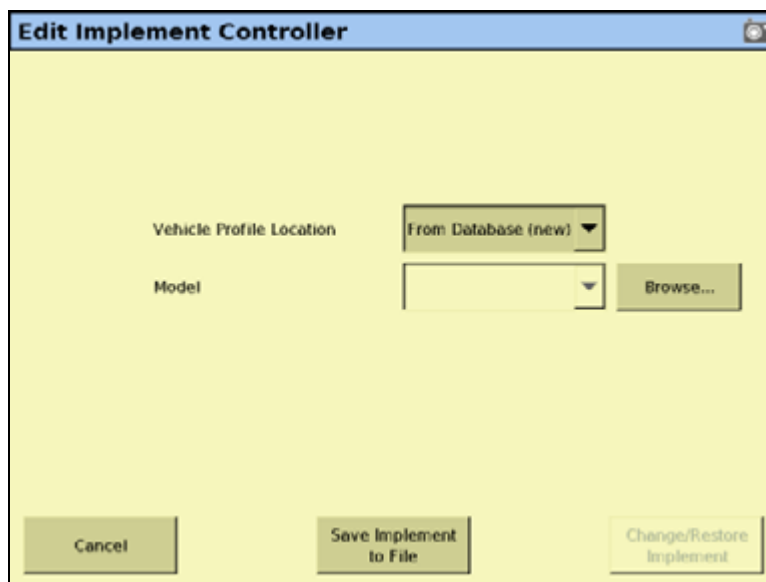 Edit Implement Controller
Vehicle Profile Location
From Database (new)
Model
Browse...
Cancel
Save Implement
to File
Change/Restore
Implement